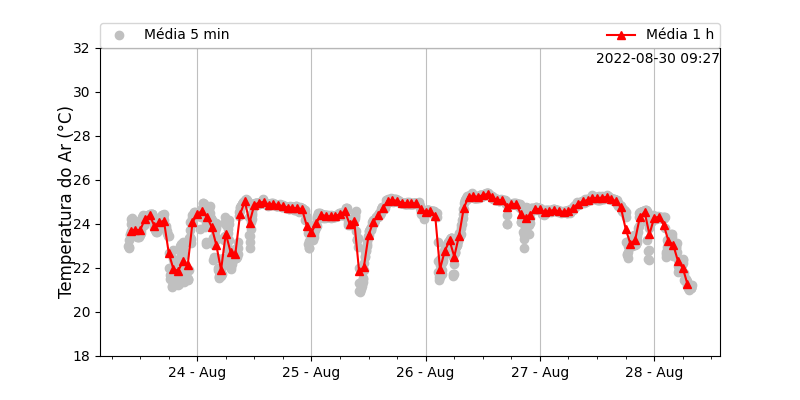 Média 5 min
Média 1 h
2022-08-30 09:27
Temperatura do Ar (°C)
32
30
28
26
24
22
20
18
24 - Aug
25 - Aug
26 - Aug
27 - Aug
28 - Aug